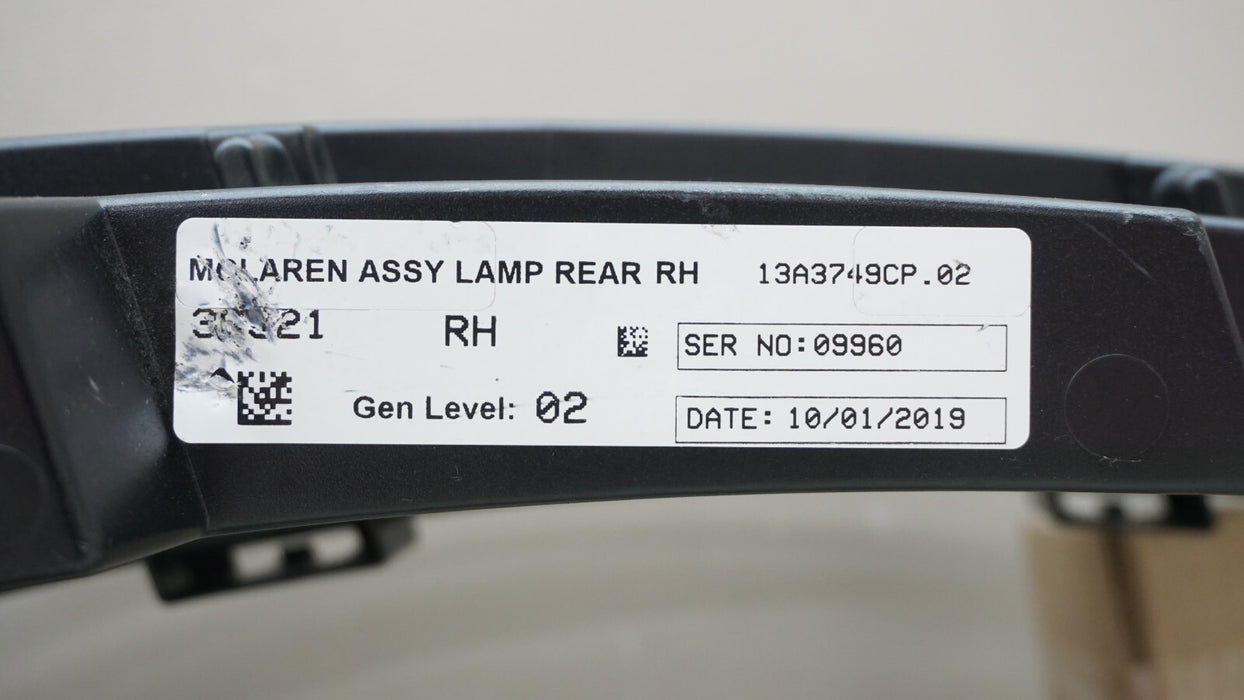 MCLAREN ASSY LAMP REAR RH 13A3749CP.02
RH
SER NO:09960
Gen Level: 02
DATE: 10/01/2019